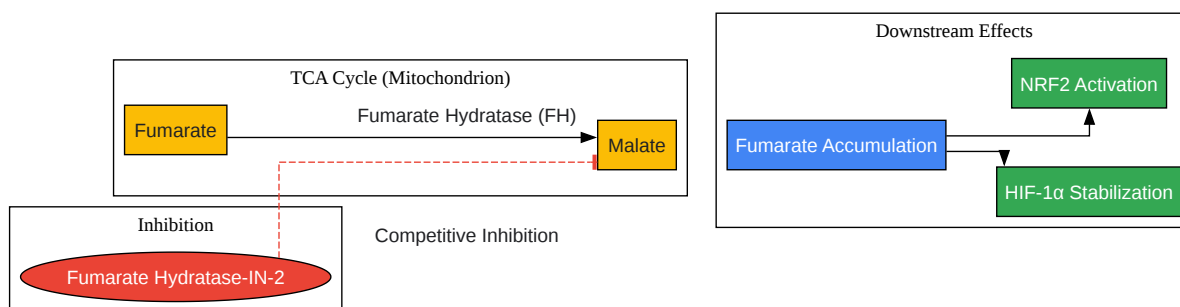 TCA Cycle (Mitochondrion)
Fumarate
Fumarate Hydratase (FH)
Malate
Inhibition
Fumarate Hydratase-IN-2
Competitive Inhibition
Downstream Effects
NRF2 Activation
Fumarate Accumulation
HIF-1α Stabilization